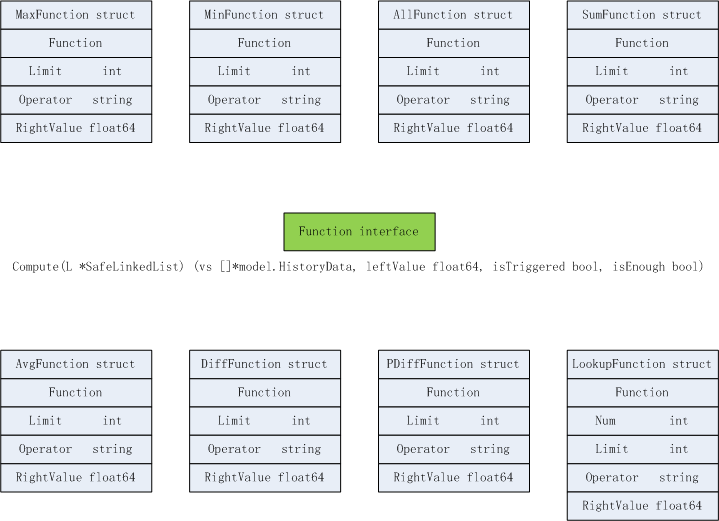 MaxFunction struct
Function
Limit int
Operator string
RightValue float64
MinFunction struct
Function
Limit int
Operator string
RightValue float64
AllFunction struct
Function
Limit int
Operator string
RightValue float64
SumFunction struct
Function
Limit int
Operator string
RightValue float64
Function interface
Compute(L *SafeLinkedList) (vs []*model.HistoryData, leftValue float64, isTriggered bool, isEnough bool)
AvgFunction struct
Function
Limit int
Operator string
RightValue float64
DiffFunction struct
Function
Limit int
Operator string
RightValue float64
PDiffFunction struct
Function
Limit int
Operator string
RightValue float64
LookupFunction struct
Function
Num int
Limit int
Operator string
RightValue float64